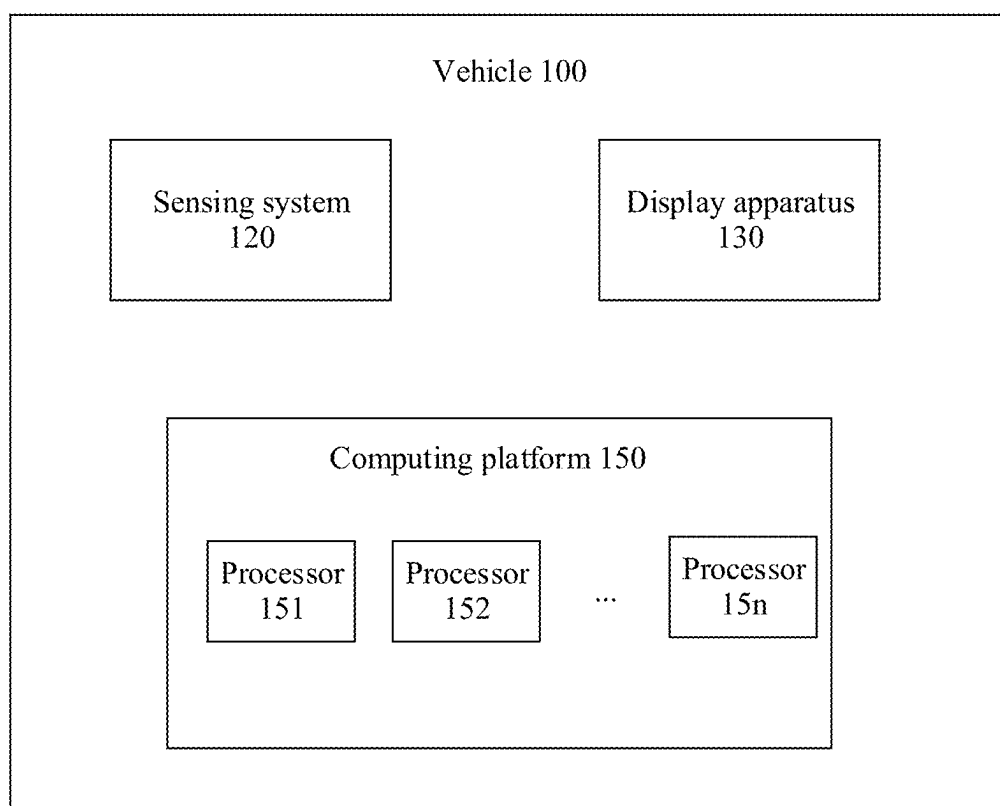 Vehicle 100
Sensing system
120
Display apparatus
130
Computing platform 150
Processor
151
Processor
152
...
Processor
15n